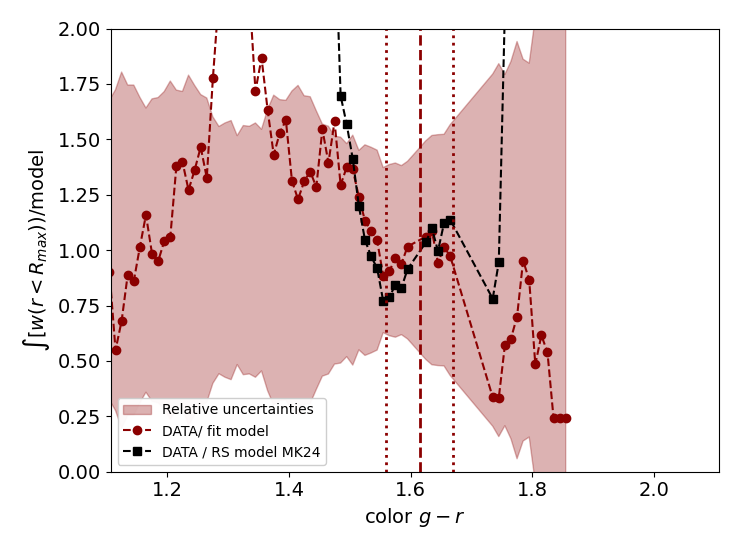 2.00
1.75
1.50
1.25
1.00
0.75
0.50
0.25
0.00
∫[w(r < R_{max}))/model
Relative uncertainties
DATA/ fit model
DATA / RS model MK24
1.2 1.4 1.6 1.8 2.0
color g − r